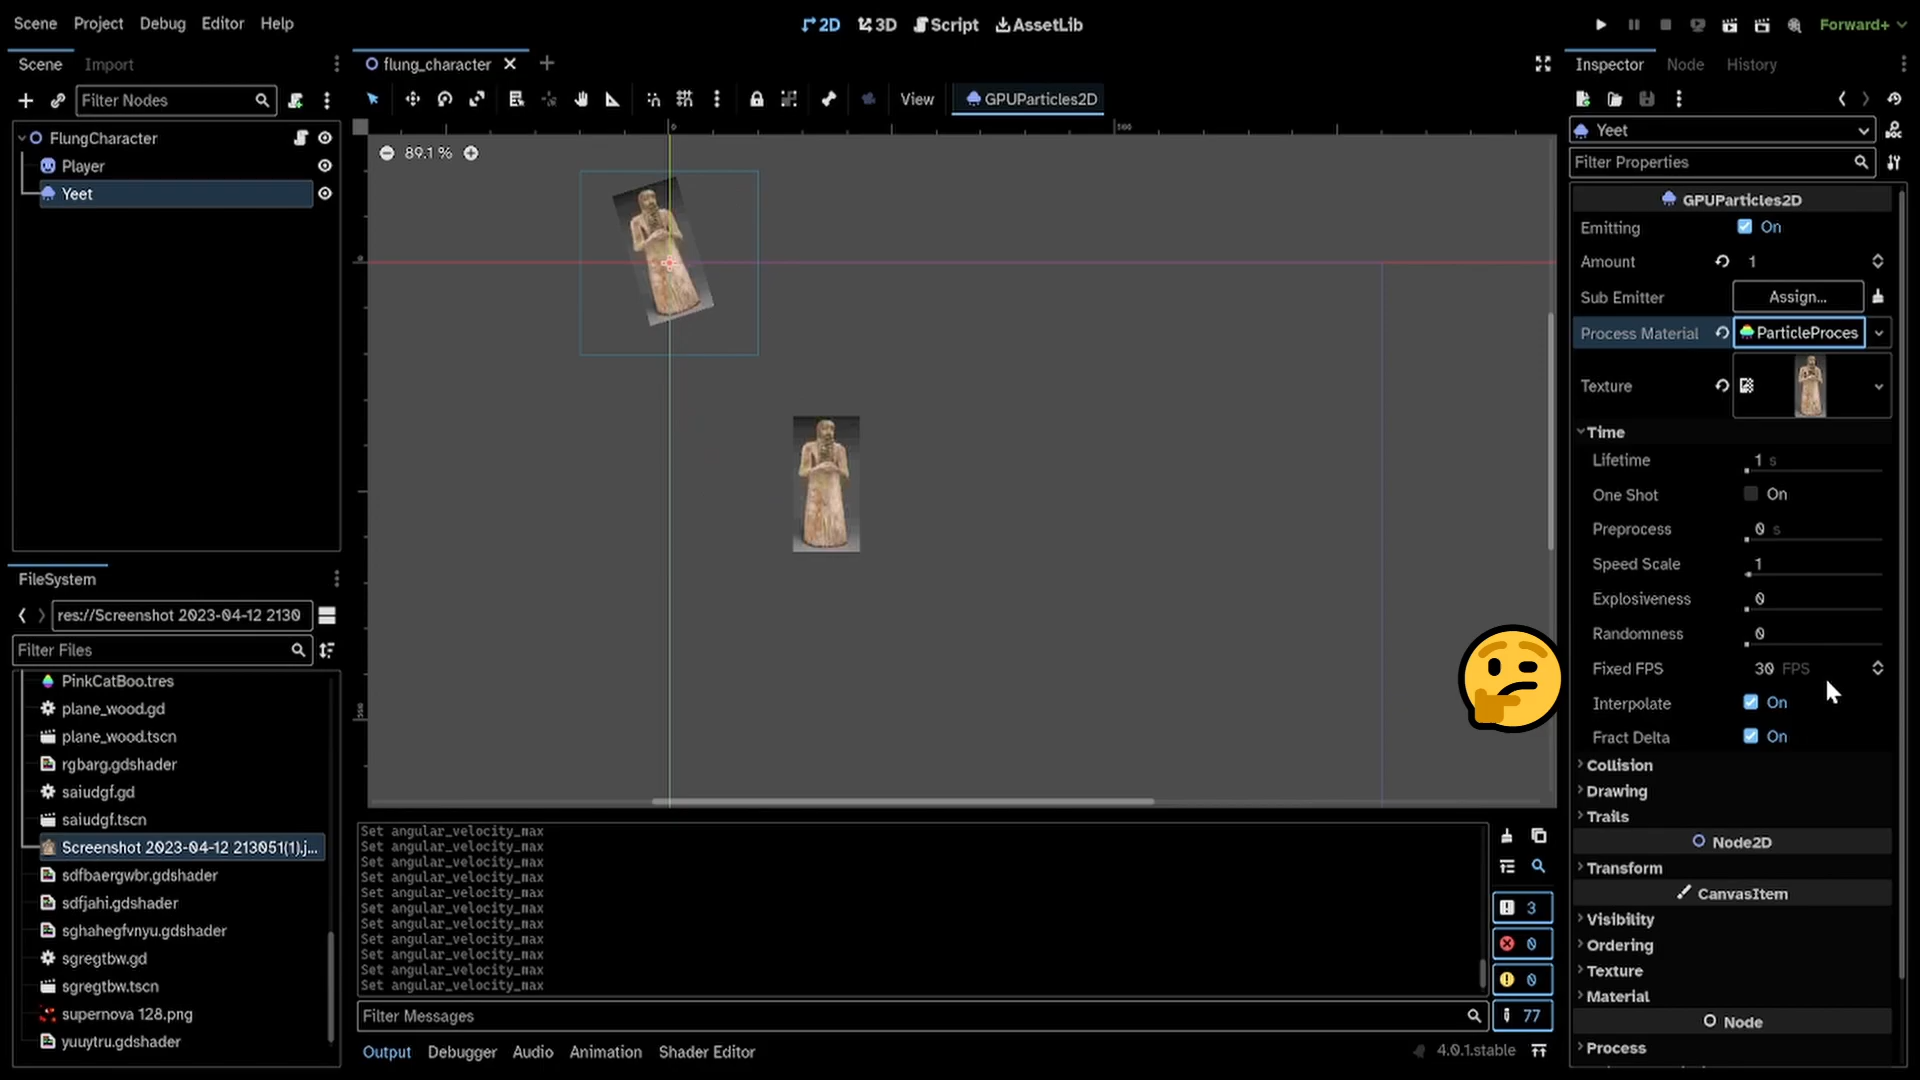 Scene Project Debug Editor Help
2D 3D Script AssetLib
Forward+
Scene Import
Filter Nodes
FlungCharacter
Player
Yeet
FileSystem
res://Screenshot 2023-04-12 2130
Filter Files
PinkCatBoo.tres
plane_wood.gd
plane_wood.tscn
rgbarg.gdshader
saiudgf.gd
saiudgf.tscn
Screenshot 2023-04-12 213051(1).j...
sdfbaergwbr.gdshader
sdfjahi.gdshader
sghahegfvnyu.gdshader
sgregtbw.gd
sgregtbw.tscn
supernova 128.png
yuuytru.gdshader
flung_character
View GPUParticles2D
0 500
89.1 %
0
500
Set angular_velocity_max
Set angular_velocity_max
Set angular_velocity_max
Set angular_velocity_max
Set angular_velocity_max
Set angular_velocity_max
Set angular_velocity_max
Set angular_velocity_max
Set angular_velocity_max
Set angular_velocity_max
Set angular_velocity_max
3
0
0
77
Filter Messages
Output Debugger Audio Animation Shader Editor
4.0.1.stable
Inspector Node History
Yeet
Filter Properties
GPUParticles2D
Emitting On
Amount 1
Sub Emitter Assign...
Process Material ParticleProces
Texture
Time
Lifetime 1 s
One Shot On
Preprocess 0 s
Speed Scale 1
Explosiveness 0
Randomness 0
Fixed FPS 30 FPS
Interpolate On
Fract Delta On
Collision
Drawing
Trails
Node2D
Transform
CanvasItem
Visibility
Ordering
Texture
Material
Node
Process